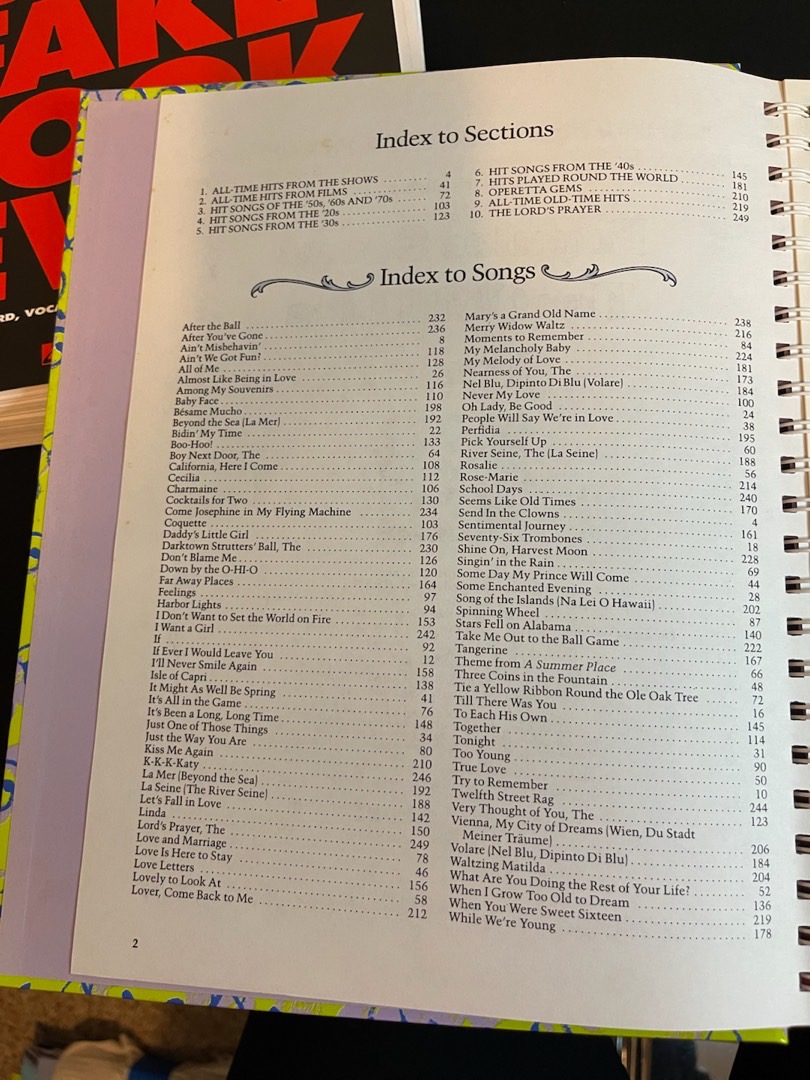 FAKE
BOOK
EV
RD, VOCA
Index to Sections
1. ALL-TIME HITS FROM THE SHOWS ........ 4
2. ALL-TIME HITS FROM FILMS ........ 41
3. HIT SONGS OF THE '50s, '60s AND '70s ........ 72
4. HIT SONGS FROM THE '20s ........ 103
5. HIT SONGS FROM THE '30s ........ 123
6. HIT SONGS FROM THE '40s ........ 145
7. HITS PLAYED ROUND THE WORLD ........ 181
8. OPERETTA GEMS ........ 210
9. ALL-TIME OLD-TIME HITS ........ 219
10. THE LORD'S PRAYER ........ 249
Index to Songs
After the Ball ........ 232
After You've Gone ........ 236
Ain't Misbehavin' ........ 8
Ain't We Got Fun? ........ 118
All of Me ........ 128
Almost Like Being in Love ........ 26
Among My Souvenirs ........ 116
Baby Face ........ 110
Bésame Mucho ........ 198
Beyond the Sea (La Mer) ........ 192
Bidin' My Time ........ 22
Boo-Hoo! ........ 133
Boy Next Door, The ........ 64
California, Here I Come ........ 108
Cecilia ........ 112
Charmaine ........ 106
Cocktails for Two ........ 130
Come Josephine in My Flying Machine ........ 234
Coquette ........ 103
Daddy's Little Girl ........ 176
Darktown Strutters' Ball, The ........ 230
Don't Blame Me ........ 126
Down by the O-HI-O ........ 120
Far Away Places ........ 164
Feelings ........ 97
Harbor Lights ........ 94
I Don't Want to Set the World on Fire ........ 153
I Want a Girl ........ 242
If ........ 92
If Ever I Would Leave You ........ 12
I'll Never Smile Again ........ 158
Isle of Capri ........ 138
It Might As Well Be Spring ........ 41
It's All in the Game ........ 76
It's Been a Long, Long Time ........ 148
Just One of Those Things ........ 34
Just the Way You Are ........ 80
Kiss Me Again ........ 210
K-K-K-Katy ........ 246
La Mer (Beyond the Sea) ........ 192
La Seine (The River Seine) ........ 188
Let's Fall in Love ........ 142
Linda ........ 150
Lord's Prayer, The ........ 249
Love and Marriage ........ 78
Love Is Here to Stay ........ 46
Love Letters ........ 156
Lovely to Look At ........ 58
Lover, Come Back to Me ........ 212
Mary's a Grand Old Name ........ 238
Merry Widow Waltz ........ 216
Moments to Remember ........ 84
My Melancholy Baby ........ 224
My Melody of Love ........ 181
Nearness of You, The ........ 173
Nel Blu, Dipinto Di Blu (Volare) ........ 184
Never My Love ........ 100
Oh Lady, Be Good ........ 24
People Will Say We're in Love ........ 38
Perfidia ........ 195
Pick Yourself Up ........ 60
River Seine, The (La Seine) ........ 188
Rosalie ........ 56
Rose-Marie ........ 214
School Days ........ 240
Seems Like Old Times ........ 170
Send In the Clowns ........ 4
Sentimental Journey ........ 161
Seventy-Six Trombones ........ 18
Shine On, Harvest Moon ........ 228
Singin' in the Rain ........ 69
Some Day My Prince Will Come ........ 44
Some Enchanted Evening ........ 28
Song of the Islands (Na Lei O Hawaii) ........ 202
Spinning Wheel ........ 87
Stars Fell on Alabama ........ 140
Take Me Out to the Ball Game ........ 222
Tangerine ........ 167
Theme from A Summer Place ........ 66
Three Coins in the Fountain ........ 48
Tie a Yellow Ribbon Round the Ole Oak Tree ........ 72
Till There Was You ........ 16
To Each His Own ........ 145
Together ........ 114
Tonight ........ 31
Too Young ........ 90
True Love ........ 50
Try to Remember ........ 10
Twelfth Street Rag ........ 244
Very Thought of You, The ........ 123
Vienna, My City of Dreams (Wien, Du Stadt
Meiner Träume) ........ 206
Volare (Nel Blu, Dipinto Di Blu) ........ 184
Waltzing Matilda ........ 204
What Are You Doing the Rest of Your Life? ........ 52
When I Grow Too Old to Dream ........ 136
When You Were Sweet Sixteen ........ 219
While We're Young ........ 178
2